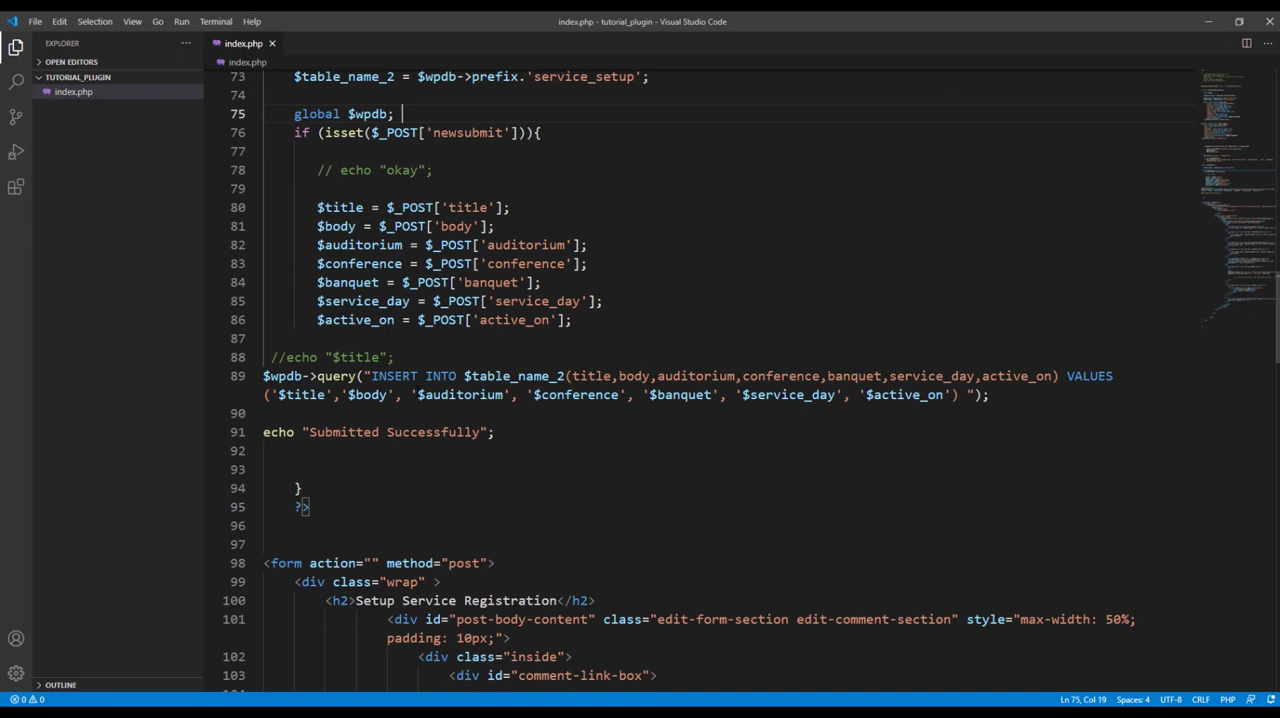 File Edit Selection View Go Run Terminal Help
index.php - tutorial_plugin - Visual Studio Code
EXPLORER
OPEN EDITORS
TUTORIAL_PLUGIN
index.php
OUTLINE
index.php
index.php
73 $table_name_2 = $wpdb->prefix.'service_setup';
74
75 global $wpdb;
76 if (isset($_POST['newsubmit'])){
77
78 // echo "okay";
79
80 $title = $_POST['title'];
81 $body = $_POST['body'];
82 $auditorium = $_POST['auditorium'];
83 $conference = $_POST['conference'];
84 $banquet = $_POST['banquet'];
85 $service_day = $_POST['service_day'];
86 $active_on = $_POST['active_on'];
87
88 //echo "$title";
89 $wpdb->query("INSERT INTO $table_name_2(title,body,auditorium,conference,banquet,service_day,active_on) VALUES
('$title','$body', '$auditorium', '$conference', '$banquet', '$service_day', '$active_on') ");
90
91 echo "Submitted Successfully";
92
93
94 }
95 ?>
96
97
98 <form action="" method="post">
99 <div class="wrap" >
100 <h2>Setup Service Registration</h2>
101 <div id="post-body-content" class="edit-form-section edit-comment-section" style="max-width: 50%;
padding: 10px;">
102 <div class="inside">
103 <div id="comment-link-box">
0 0
Ln 75, Col 19 Spaces: 4 UTF-8 CRLF PHP